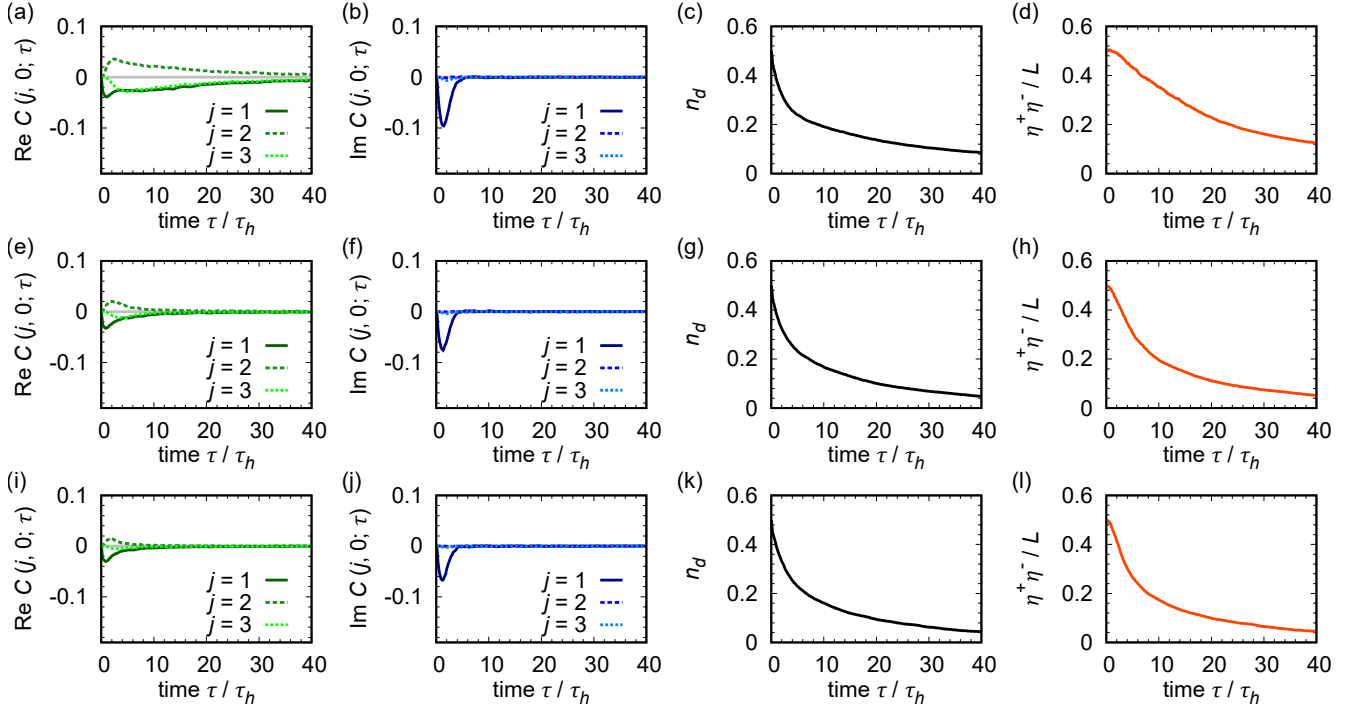 (a)
Re C (j, 0; τ)
0.1
0
-0.1
j = 1
j = 2
j = 3
0 10 20 30 40
time τ / τh
(b)
Im C (j, 0; τ)
0.1
0
-0.1
j = 1
j = 2
j = 3
0 10 20 30 40
time τ / τh
(c)
nd
0.6
0.4
0.2
0
0 10 20 30 40
time τ / τh
(d)
η+η- / L
0.6
0.4
0.2
0
0 10 20 30 40
time τ / τh
(e)
Re C (j, 0; τ)
0.1
0
-0.1
j = 1
j = 2
j = 3
0 10 20 30 40
time τ / τh
(f)
Im C (j, 0; τ)
0.1
0
-0.1
j = 1
j = 2
j = 3
0 10 20 30 40
time τ / τh
(g)
nd
0.6
0.4
0.2
0
0 10 20 30 40
time τ / τh
(h)
η+η- / L
0.6
0.4
0.2
0
0 10 20 30 40
time τ / τh
(i)
Re C (j, 0; τ)
0.1
0
-0.1
j = 1
j = 2
j = 3
0 10 20 30 40
time τ / τh
(j)
Im C (j, 0; τ)
0.1
0
-0.1
j = 1
j = 2
j = 3
0 10 20 30 40
time τ / τh
(k)
nd
0.6
0.4
0.2
0
0 10 20 30 40
time τ / τh
(l)
η+η- / L
0.6
0.4
0.2
0
0 10 20 30 40
time τ / τh